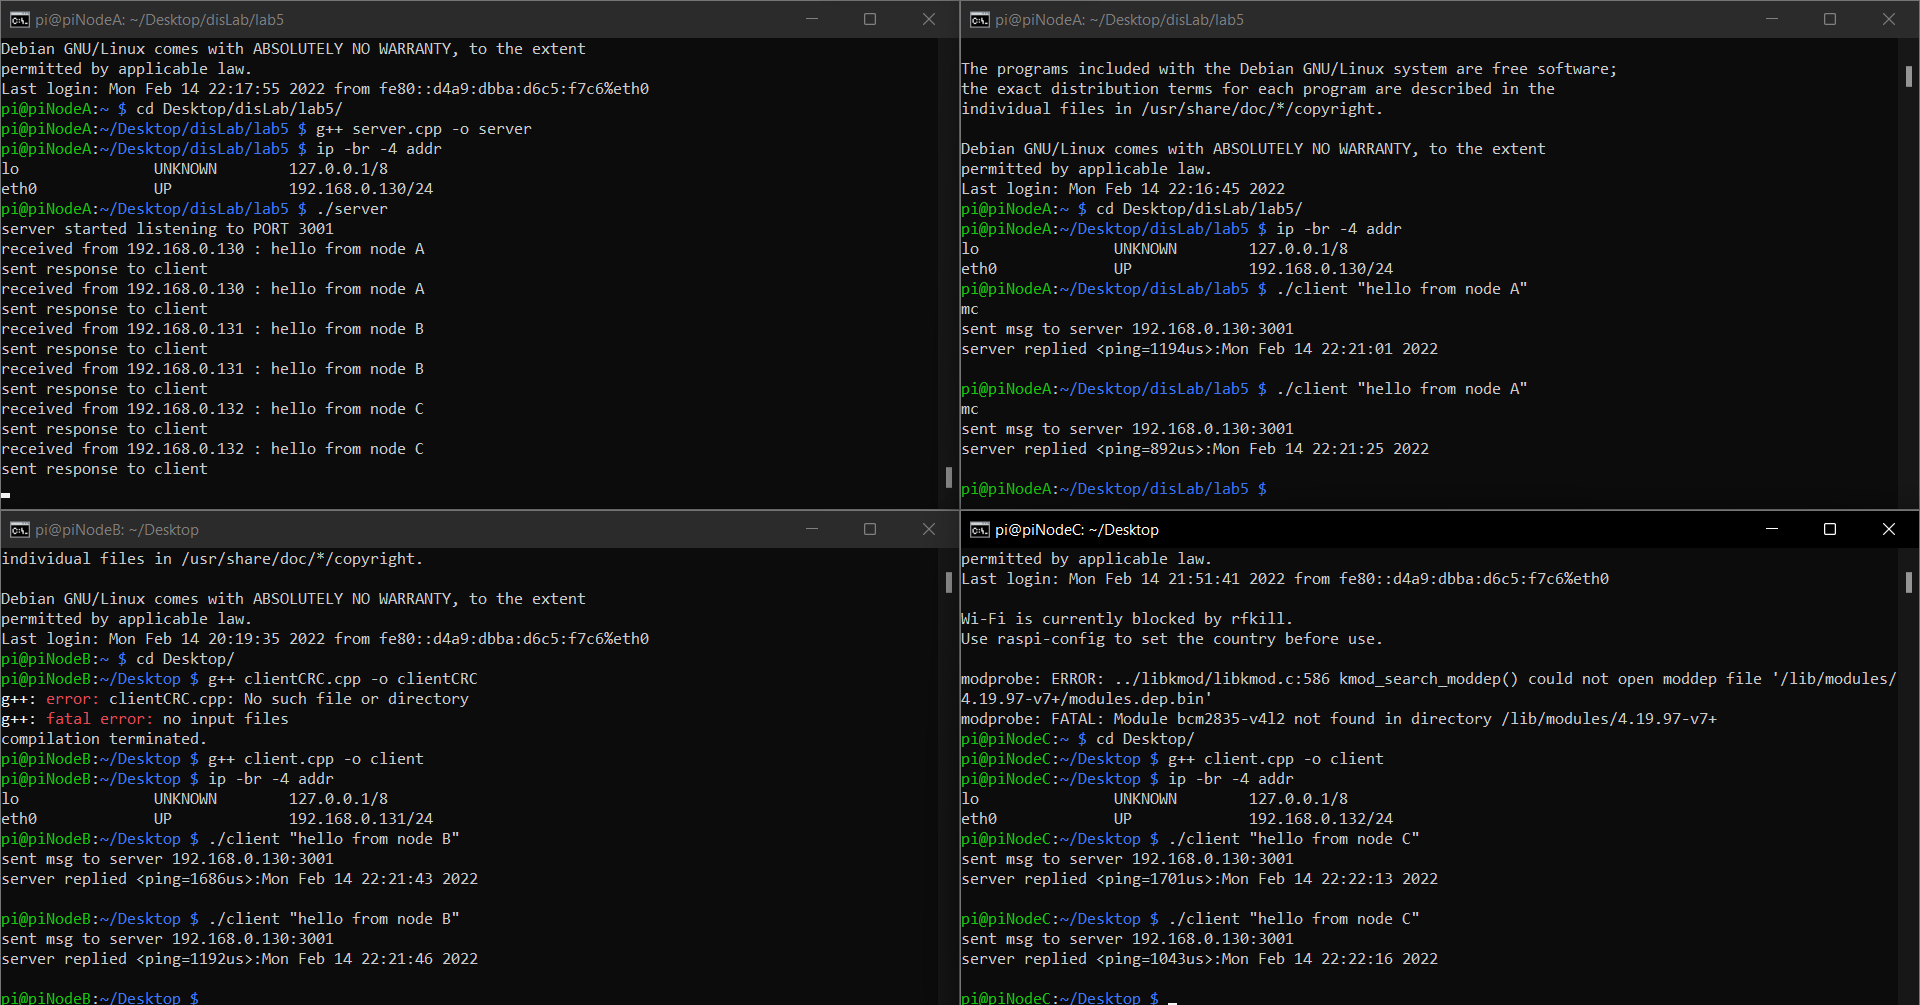 pi@piNodeA: ~/Desktop/disLab/lab5
Debian GNU/Linux comes with ABSOLUTELY NO WARRANTY, to the extent
permitted by applicable law.
Last login: Mon Feb 14 22:17:55 2022 from fe80::d4a9:dbba:d6c5:f7c6%eth0
pi@piNodeA:~ $ cd Desktop/disLab/lab5/
pi@piNodeA:~/Desktop/disLab/lab5 $ g++ server.cpp -o server
pi@piNodeA:~/Desktop/disLab/lab5 $ ip -br -4 addr
lo               UNKNOWN        127.0.0.1/8
eth0             UP             192.168.0.130/24
pi@piNodeA:~/Desktop/disLab/lab5 $ ./server
server started listening to PORT 3001
received from 192.168.0.130 : hello from node A
sent response to client
received from 192.168.0.130 : hello from node A
sent response to client
received from 192.168.0.131 : hello from node B
sent response to client
received from 192.168.0.131 : hello from node B
sent response to client
received from 192.168.0.132 : hello from node C
sent response to client
received from 192.168.0.132 : hello from node C
sent response to client
pi@piNodeA: ~/Desktop/disLab/lab5
The programs included with the Debian GNU/Linux system are free software;
the exact distribution terms for each program are described in the
individual files in /usr/share/doc/*/copyright.
Debian GNU/Linux comes with ABSOLUTELY NO WARRANTY, to the extent
permitted by applicable law.
Last login: Mon Feb 14 22:16:45 2022
pi@piNodeA:~ $ cd Desktop/disLab/lab5/
pi@piNodeA:~/Desktop/disLab/lab5 $ ip -br -4 addr
lo               UNKNOWN        127.0.0.1/8
eth0             UP             192.168.0.130/24
pi@piNodeA:~/Desktop/disLab/lab5 $ ./client "hello from node A"
mc
sent msg to server 192.168.0.130:3001
server replied <ping=1194us>:Mon Feb 14 22:21:01 2022
pi@piNodeA:~/Desktop/disLab/lab5 $ ./client "hello from node A"
mc
sent msg to server 192.168.0.130:3001
server replied <ping=892us>:Mon Feb 14 22:21:25 2022
pi@piNodeA:~/Desktop/disLab/lab5 $
pi@piNodeB: ~/Desktop
individual files in /usr/share/doc/*/copyright.
Debian GNU/Linux comes with ABSOLUTELY NO WARRANTY, to the extent
permitted by applicable law.
Last login: Mon Feb 14 20:19:35 2022 from fe80::d4a9:dbba:d6c5:f7c6%eth0
pi@piNodeB:~ $ cd Desktop/
pi@piNodeB:~/Desktop $ g++ clientCRC.cpp -o clientCRC
g++: error: clientCRC.cpp: No such file or directory
g++: fatal error: no input files
compilation terminated.
pi@piNodeB:~/Desktop $ g++ client.cpp -o client
pi@piNodeB:~/Desktop $ ip -br -4 addr
lo               UNKNOWN        127.0.0.1/8
eth0             UP             192.168.0.131/24
pi@piNodeB:~/Desktop $ ./client "hello from node B"
sent msg to server 192.168.0.130:3001
server replied <ping=1686us>:Mon Feb 14 22:21:43 2022
pi@piNodeB:~/Desktop $ ./client "hello from node B"
sent msg to server 192.168.0.130:3001
server replied <ping=1192us>:Mon Feb 14 22:21:46 2022
pi@piNodeB:~/Desktop $
pi@piNodeC: ~/Desktop
permitted by applicable law.
Last login: Mon Feb 14 21:51:41 2022 from fe80::d4a9:dbba:d6c5:f7c6%eth0
Wi-Fi is currently blocked by rfkill.
Use raspi-config to set the country before use.
modprobe: ERROR: ../libkmod/libkmod.c:586 kmod_search_moddep() could not open moddep file '/lib/modules/
4.19.97-v7+/modules.dep.bin'
modprobe: FATAL: Module bcm2835-v4l2 not found in directory /lib/modules/4.19.97-v7+
pi@piNodeC:~ $ cd Desktop/
pi@piNodeC:~/Desktop $ g++ client.cpp -o client
pi@piNodeC:~/Desktop $ ip -br -4 addr
lo               UNKNOWN        127.0.0.1/8
eth0             UP             192.168.0.132/24
pi@piNodeC:~/Desktop $ ./client "hello from node C"
sent msg to server 192.168.0.130:3001
server replied <ping=1701us>:Mon Feb 14 22:22:13 2022
pi@piNodeC:~/Desktop $ ./client "hello from node C"
sent msg to server 192.168.0.130:3001
server replied <ping=1043us>:Mon Feb 14 22:22:16 2022
pi@piNodeC:~/Desktop $